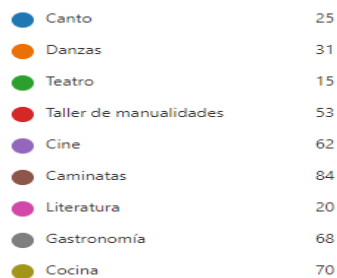 Canto 25
Danzas 31
Teatro 15
Taller de manualidades 53
Cine 62
Caminatas 84
Literatura 20
Gastronomía 68
Cocina 70